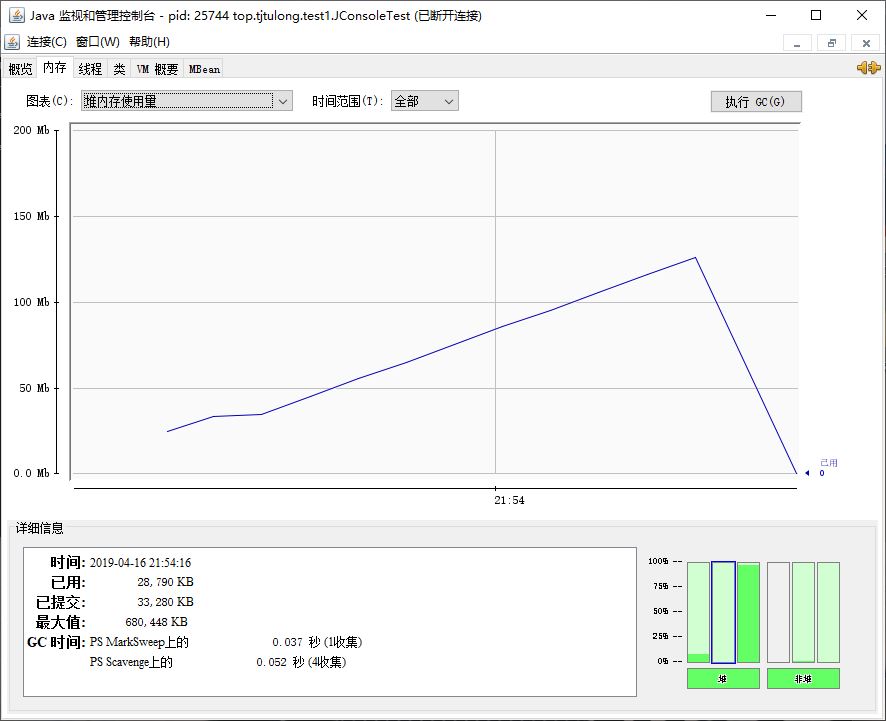 Java 监视和管理控制台 - pid: 25744 top.tjtulong.test1.JConsoleTest (已断开连接)
连接(C) 窗口(W) 帮助(H)
概览 内存 线程 类 VM 概要 MBean
图表(C): 堆内存使用量 时间范围(T): 全部 执行 GC(G)
200 Mb
150 Mb
100 Mb
50 Mb
0.0 Mb
已用
0
21:54
详细信息
时间: 2019-04-16 21:54:16
已用: 28,790 KB
已提交: 33,280 KB
最大值: 680,448 KB
GC 时间: PS MarkSweep上的 0.037 秒 (1收集)
PS Scavenge上的 0.052 秒 (4收集)
100% --
75% --
50% --
25% --
0% --
堆 非堆